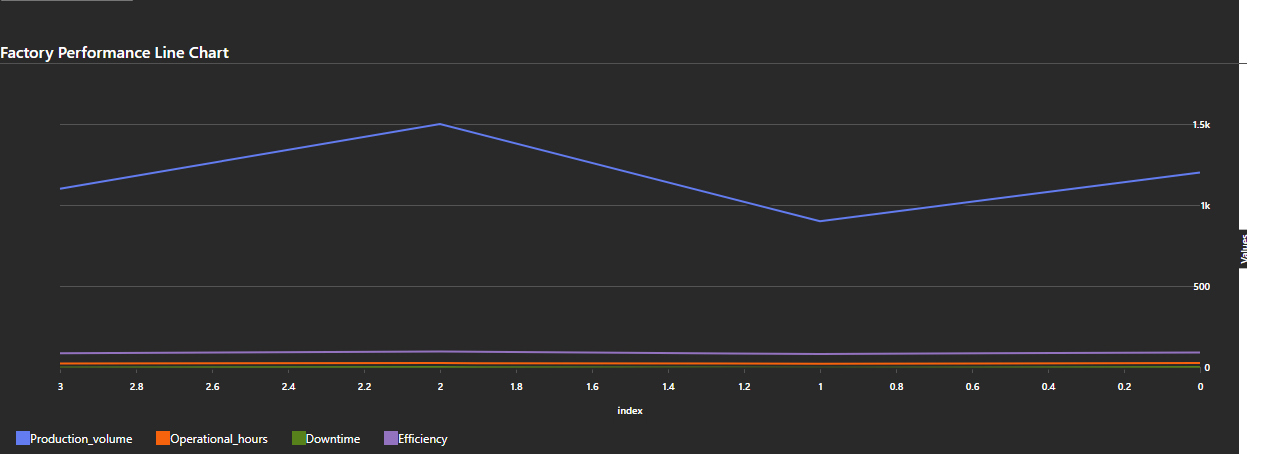 Factory Performance Line Chart
1.5k
1k
Values
500
0
3 2.8 2.6 2.4 2.2 2 1.8 1.6 1.4 1.2 1 0.8 0.6 0.4 0.2 0
index
Production_volume Operational_hours Downtime Efficiency